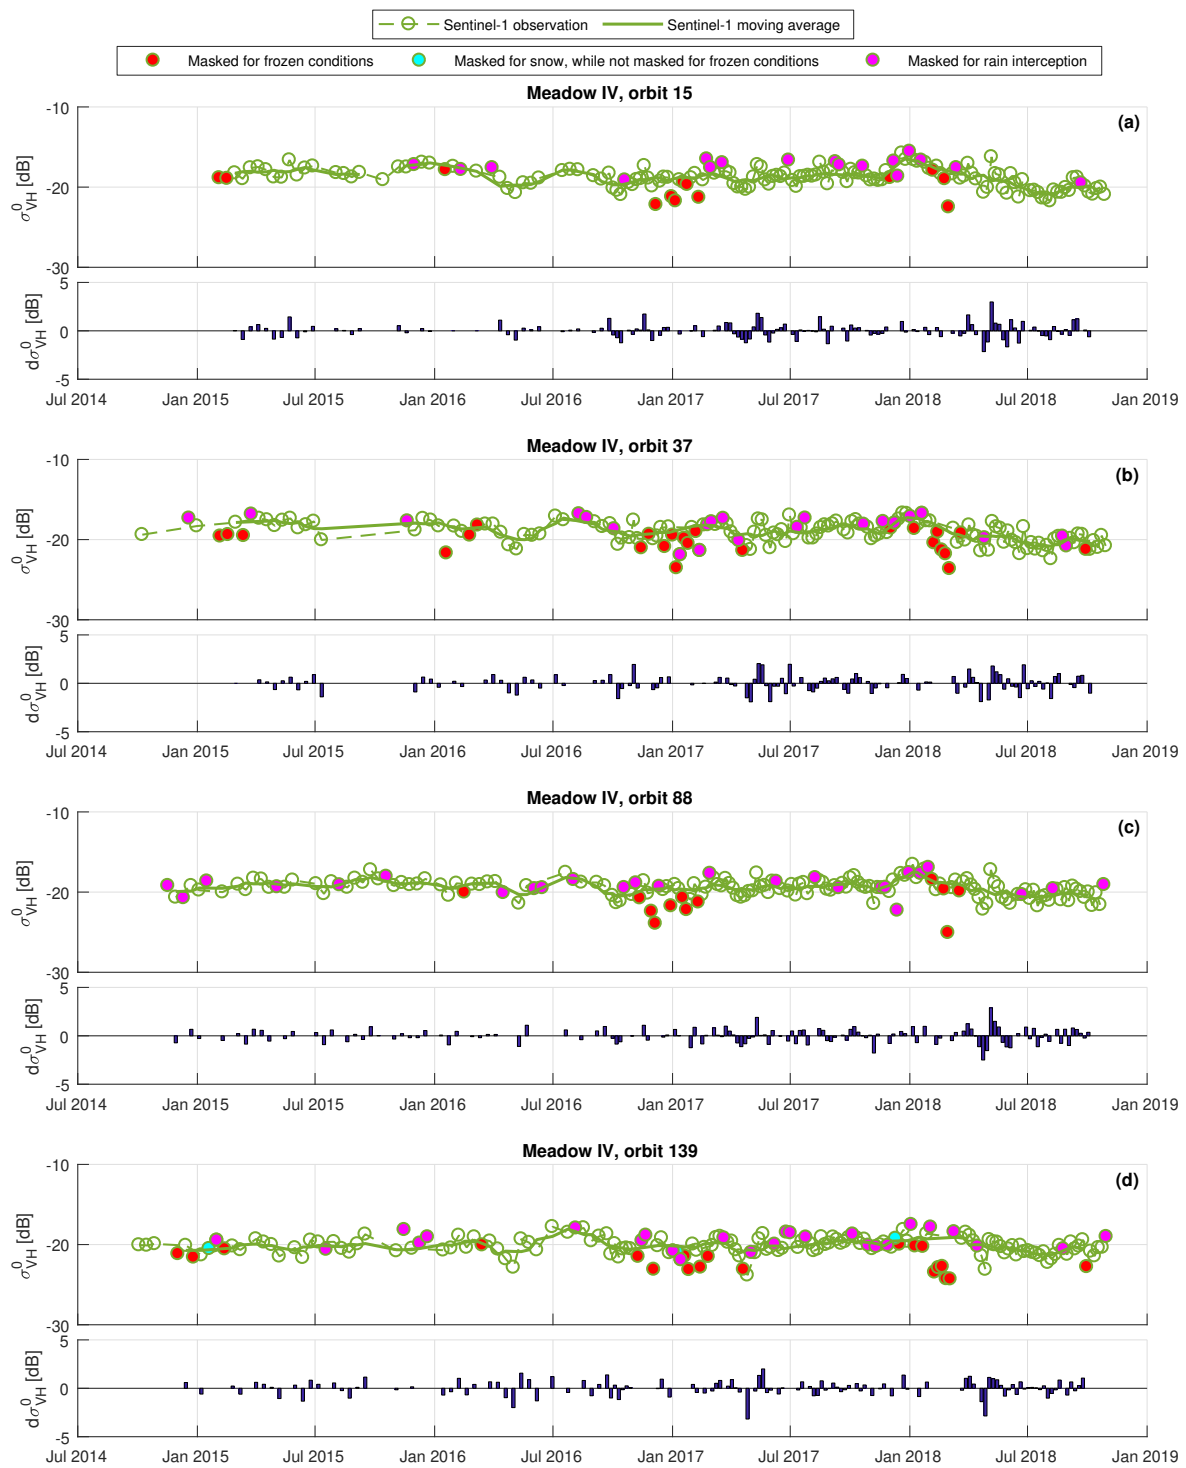 Sentinel-1 observation Sentinel-1 moving average
Masked for frozen conditions Masked for snow, while not masked for frozen conditions Masked for rain interception
Meadow IV, orbit 15
(a)
-10
-20
-30
σ⁰VH [dB]
5
0
-5
dσ⁰VH [dB]
Jul 2014 Jan 2015 Jul 2015 Jan 2016 Jul 2016 Jan 2017 Jul 2017 Jan 2018 Jul 2018 Jan 2019
Meadow IV, orbit 37
(b)
-10
-20
-30
σ⁰VH [dB]
5
0
-5
dσ⁰VH [dB]
Jul 2014 Jan 2015 Jul 2015 Jan 2016 Jul 2016 Jan 2017 Jul 2017 Jan 2018 Jul 2018 Jan 2019
Meadow IV, orbit 88
(c)
-10
-20
-30
σ⁰VH [dB]
5
0
-5
dσ⁰VH [dB]
Jul 2014 Jan 2015 Jul 2015 Jan 2016 Jul 2016 Jan 2017 Jul 2017 Jan 2018 Jul 2018 Jan 2019
Meadow IV, orbit 139
(d)
-10
-20
-30
σ⁰VH [dB]
5
0
-5
dσ⁰VH [dB]
Jul 2014 Jan 2015 Jul 2015 Jan 2016 Jul 2016 Jan 2017 Jul 2017 Jan 2018 Jul 2018 Jan 2019